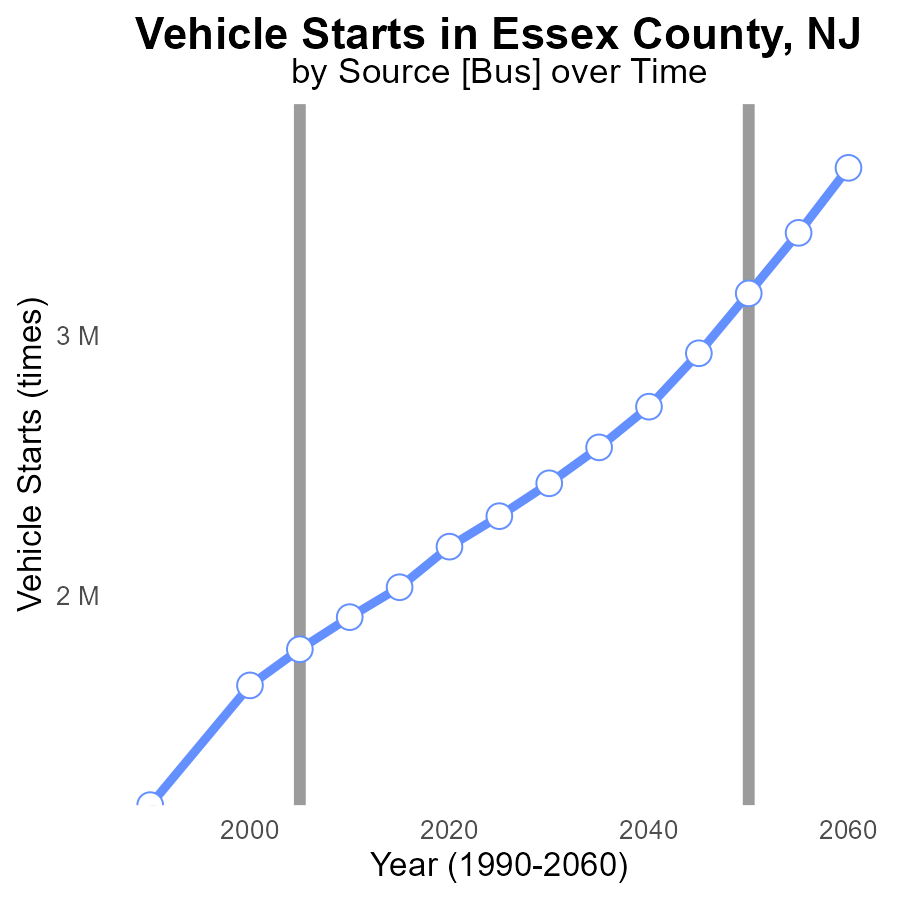 Vehicle Starts in Essex County, NJ
by Source [Bus] over Time
Vehicle Starts (times)
3 M
2 M
2000 2020 2040 2060
Year (1990-2060)